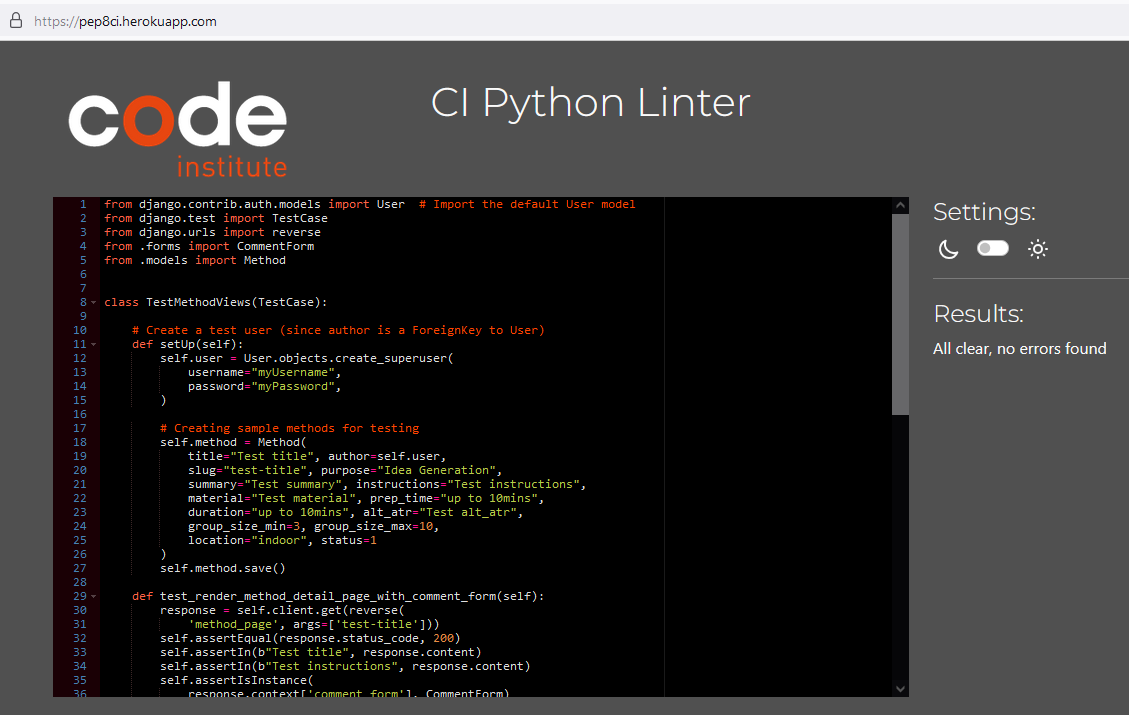 https://pep8ci.herokuapp.com
code
institute
CI Python Linter
1 from django.contrib.auth.models import User  # Import the default User model
2 from django.test import TestCase
3 from django.urls import reverse
4 from .forms import CommentForm
5 from .models import Method
6
7
8 class TestMethodViews(TestCase):
9
10     # Create a test user (since author is a ForeignKey to User)
11     def setUp(self):
12         self.user = User.objects.create_superuser(
13             username="myUsername",
14             password="myPassword",
15         )
16
17         # Creating sample methods for testing
18         self.method = Method(
19             title="Test title", author=self.user,
20             slug="test-title", purpose="Idea Generation",
21             summary="Test summary", instructions="Test instructions",
22             material="Test material", prep_time="up to 10mins",
23             duration="up to 10mins", alt_atr="Test alt_atr",
24             group_size_min=3, group_size_max=10,
25             location="indoor", status=1
26         )
27         self.method.save()
28
29     def test_render_method_detail_page_with_comment_form(self):
30         response = self.client.get(reverse(
31             'method_page', args=['test-title']))
32         self.assertEqual(response.status_code, 200)
33         self.assertIn(b"Test title", response.content)
34         self.assertIn(b"Test instructions", response.content)
35         self.assertIsInstance(
36             response.context['comment_form'], CommentForm)
Settings:
Results:
All clear, no errors found